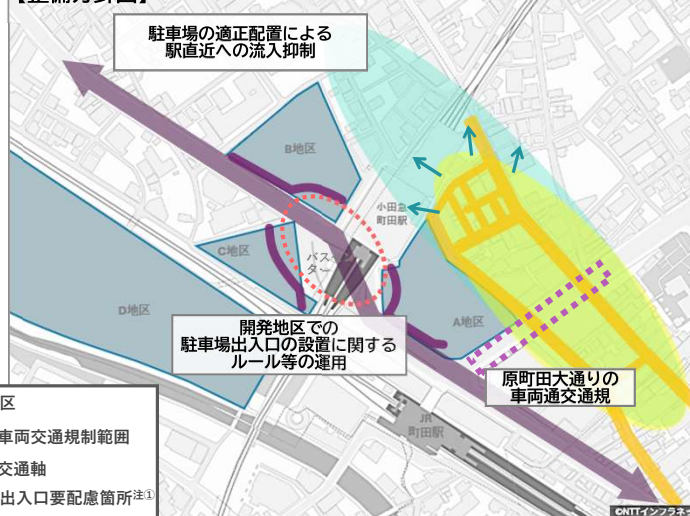 駐車場の適正配置による
駅直近への流入抑制
B地区
小田急
町田駅
C地区
バス
ター
D地区
A地区
開発地区での
駐車場出入口の設置に関する
ルール等の運用
原町田大通りの
車両通交通規
JR
町田駅
区
車両交通規制範囲
交通軸
出入口要配慮箇所注①
©NTTインフラネ